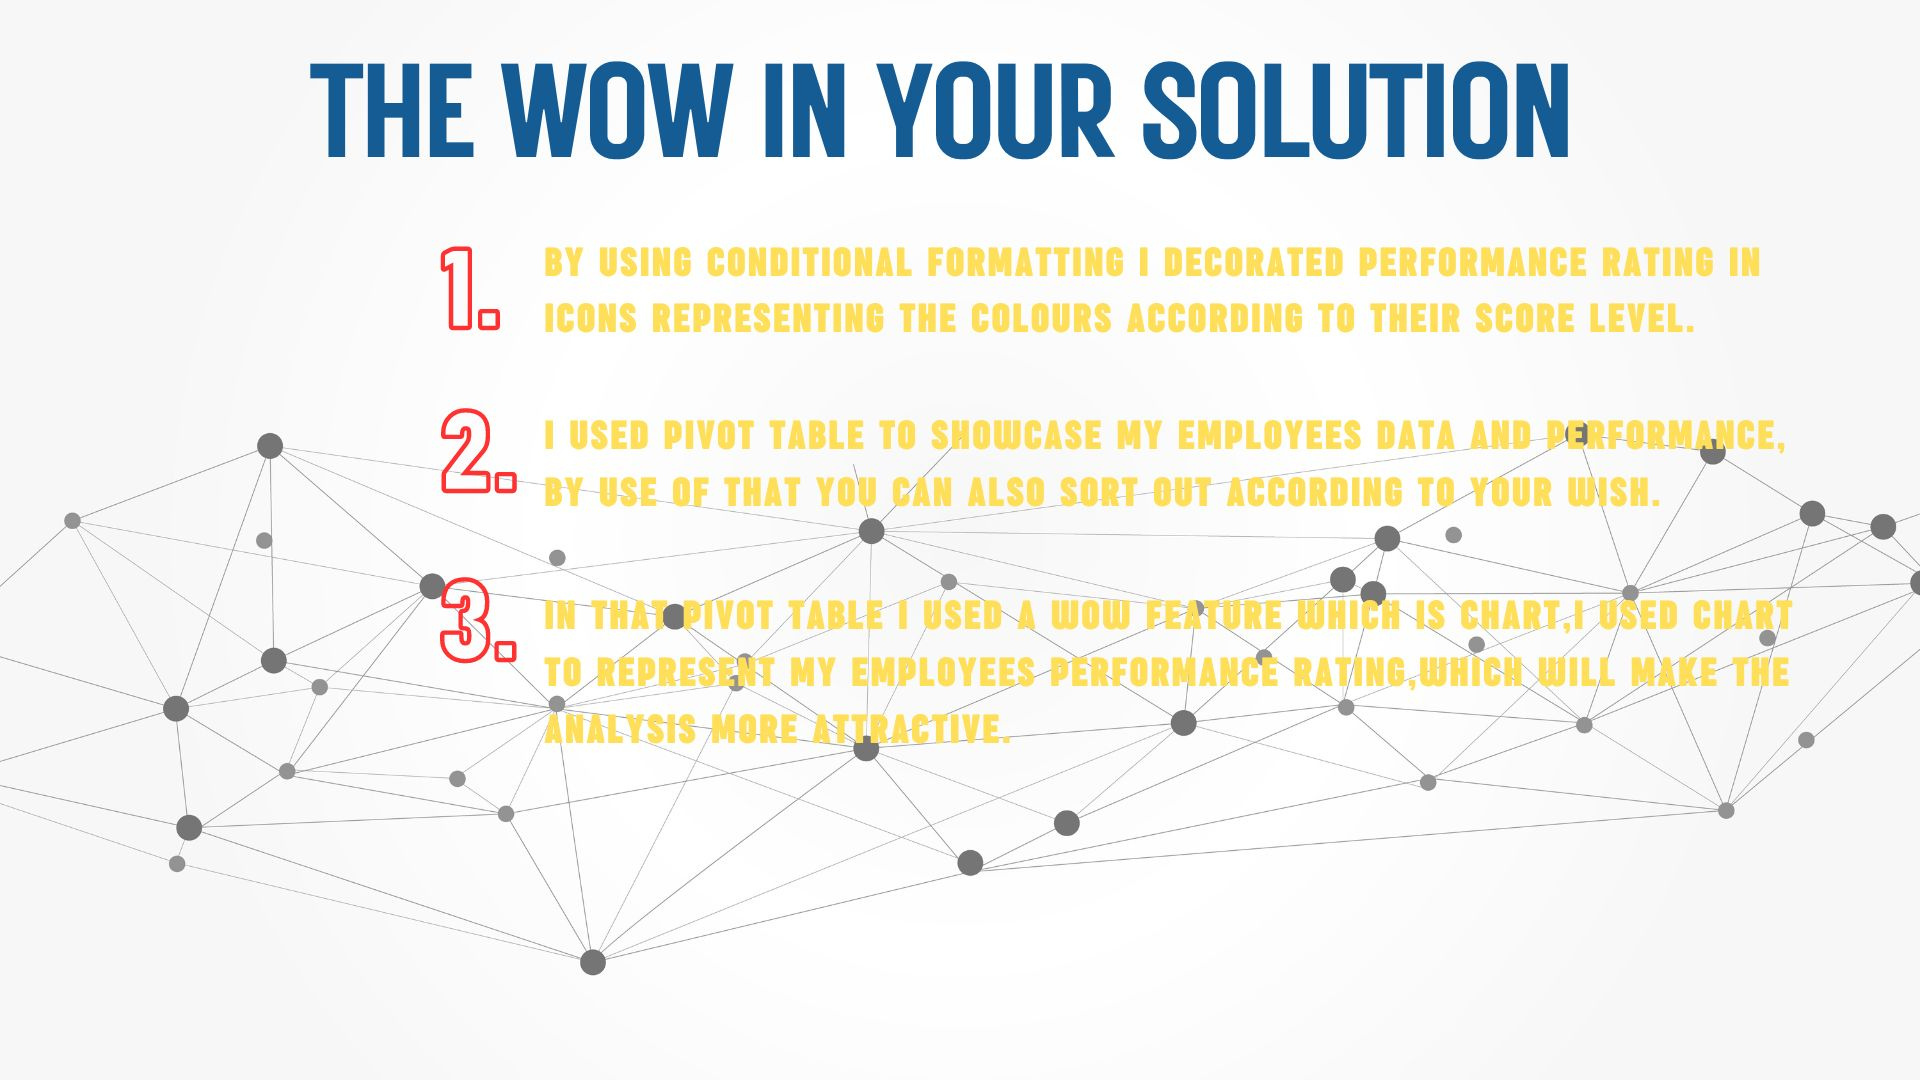 THE WOW IN YOUR SOLUTION
1. BY USING CONDITIONAL FORMATTING I DECORATED PERFORMANCE RATING IN
ICONS REPRESENTING THE COLOURS ACCORDING TO THEIR SCORE LEVEL.
2. I USED PIVOT TABLE TO SHOWCASE MY EMPLOYEES DATA AND PERFORMANCE,
BY USE OF THAT YOU CAN ALSO SORT OUT ACCORDING TO YOUR WISH.
3. IN THAT PIVOT TABLE I USED A WOW FEATURE WHICH IS CHART,I USED CHART
TO REPRESENT MY EMPLOYEES PERFORMANCE RATING,WHICH WILL MAKE THE
ANALYSIS MORE ATTRACTIVE.